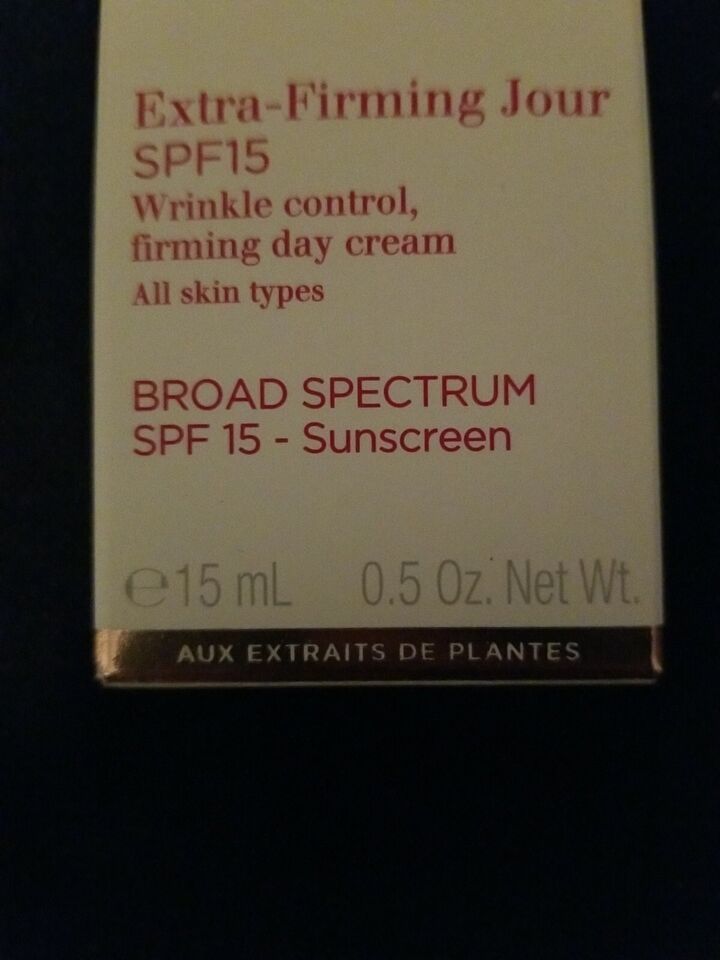 Extra-Firming Jour
SPF15
Wrinkle control,
firming day cream
All skin types
BROAD SPECTRUM
SPF 15 - Sunscreen
℮15 mL 0.5 Oz. Net Wt.
AUX EXTRAITS DE PLANTES